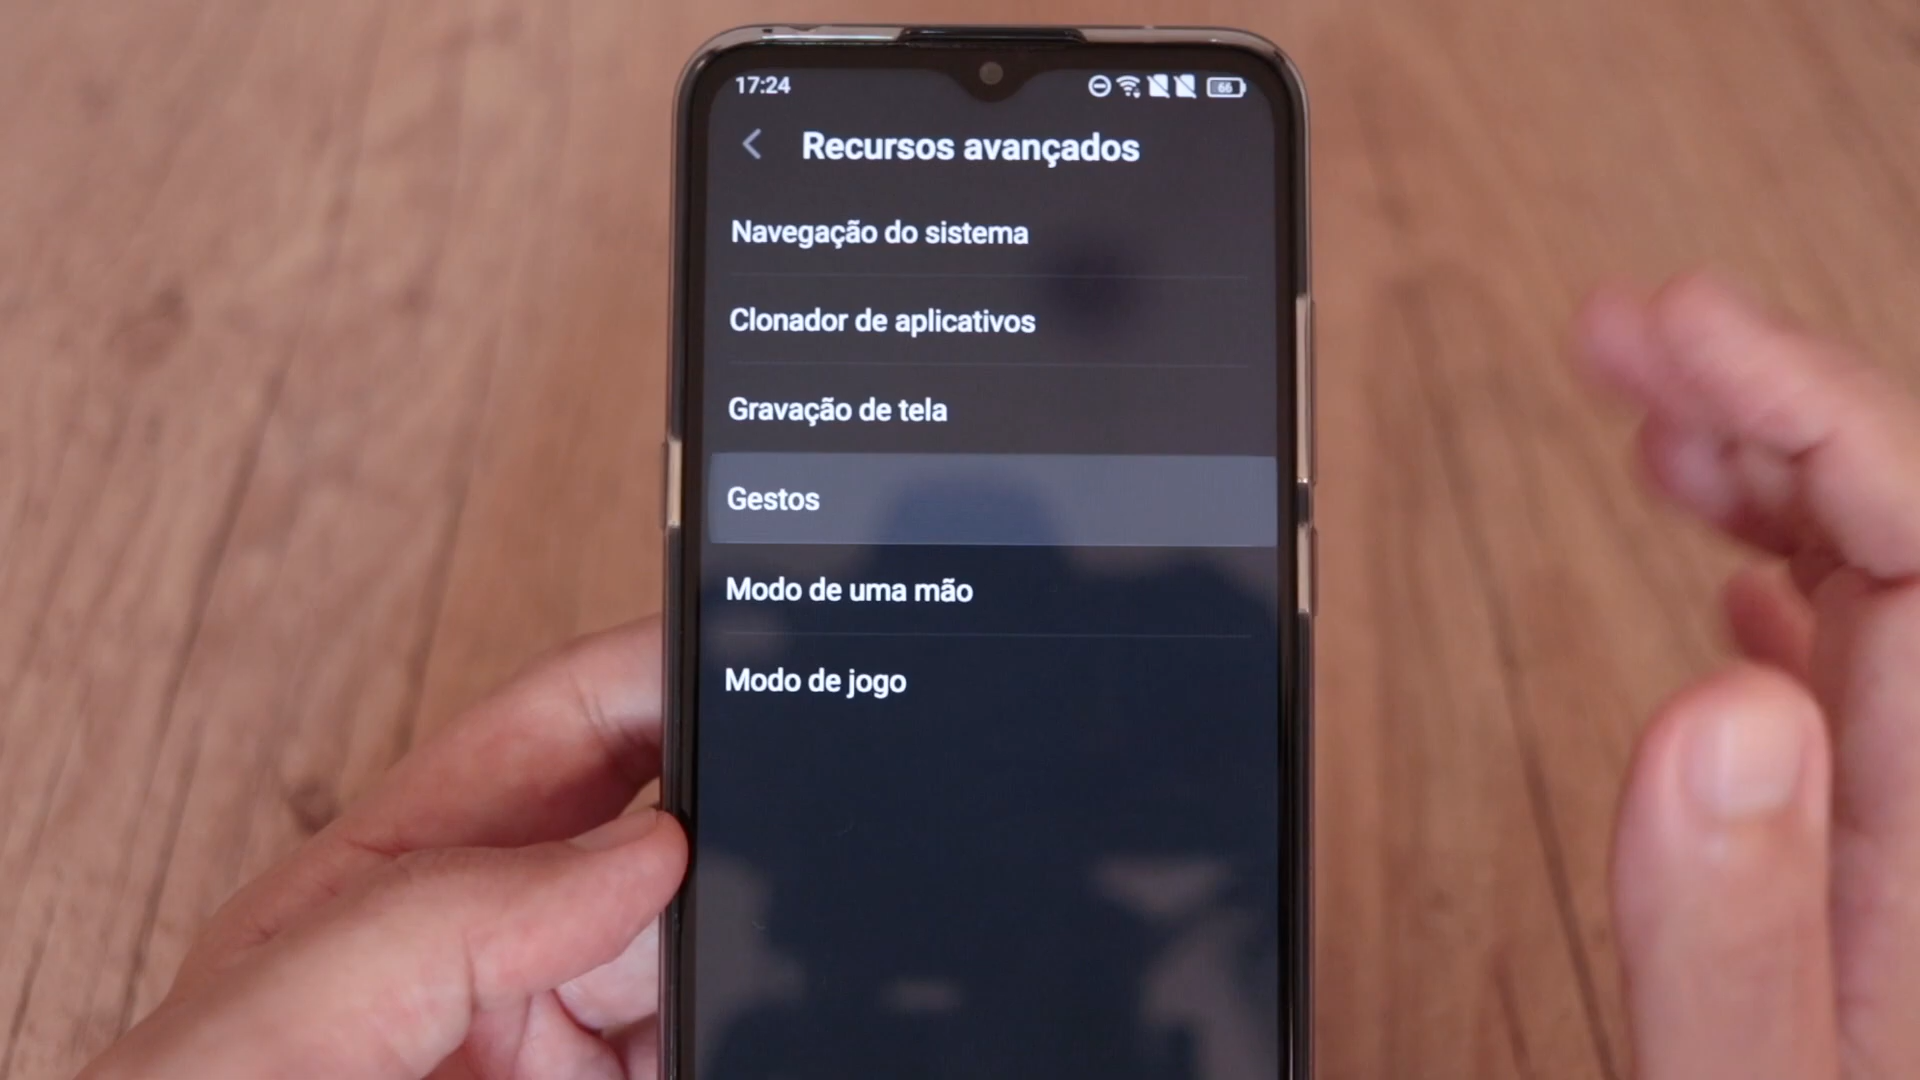 17:24
66
Recursos avançados
Navegação do sistema
Clonador de aplicativos
Gravação de tela
Gestos
Modo de uma mão
Modo de jogo